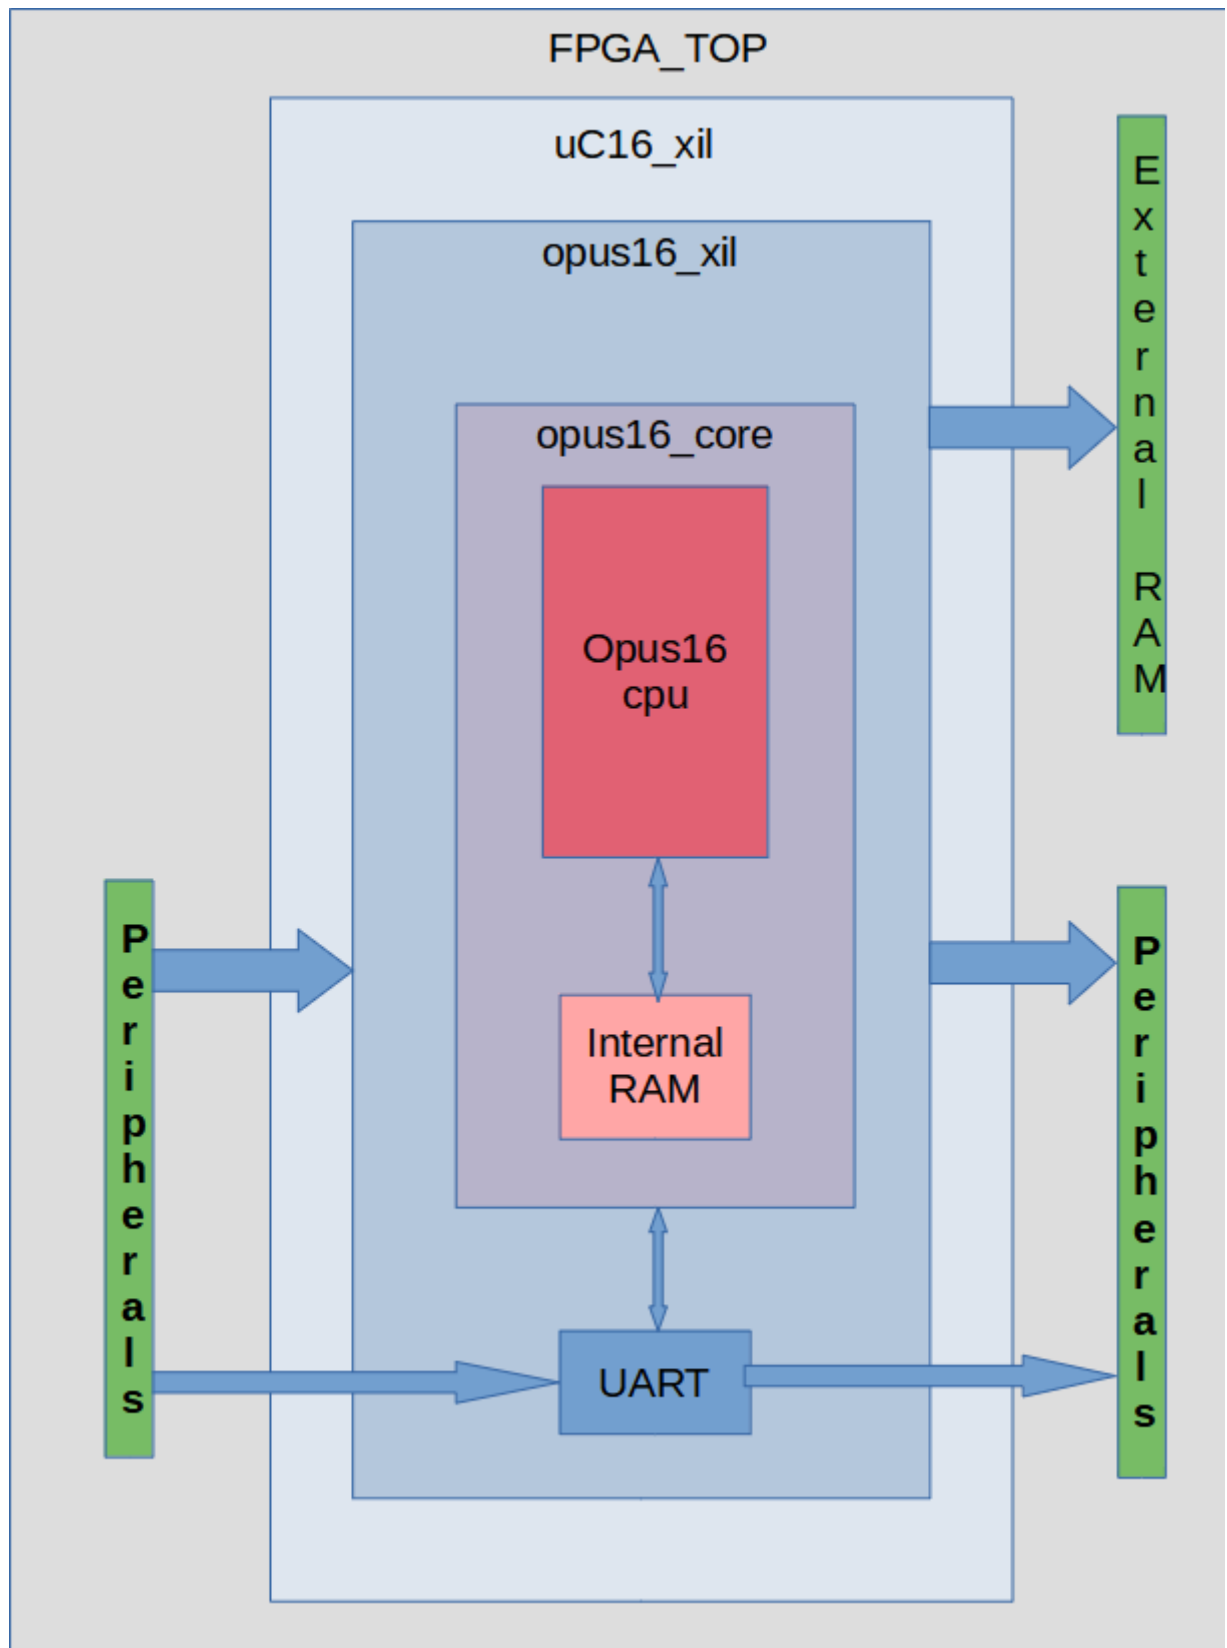 FPGA_TOP
uC16_xil
opus16_xil
opus16_core
Opus16
cpu
Internal
RAM
UART
External RAM
Peripherals
Peripherals